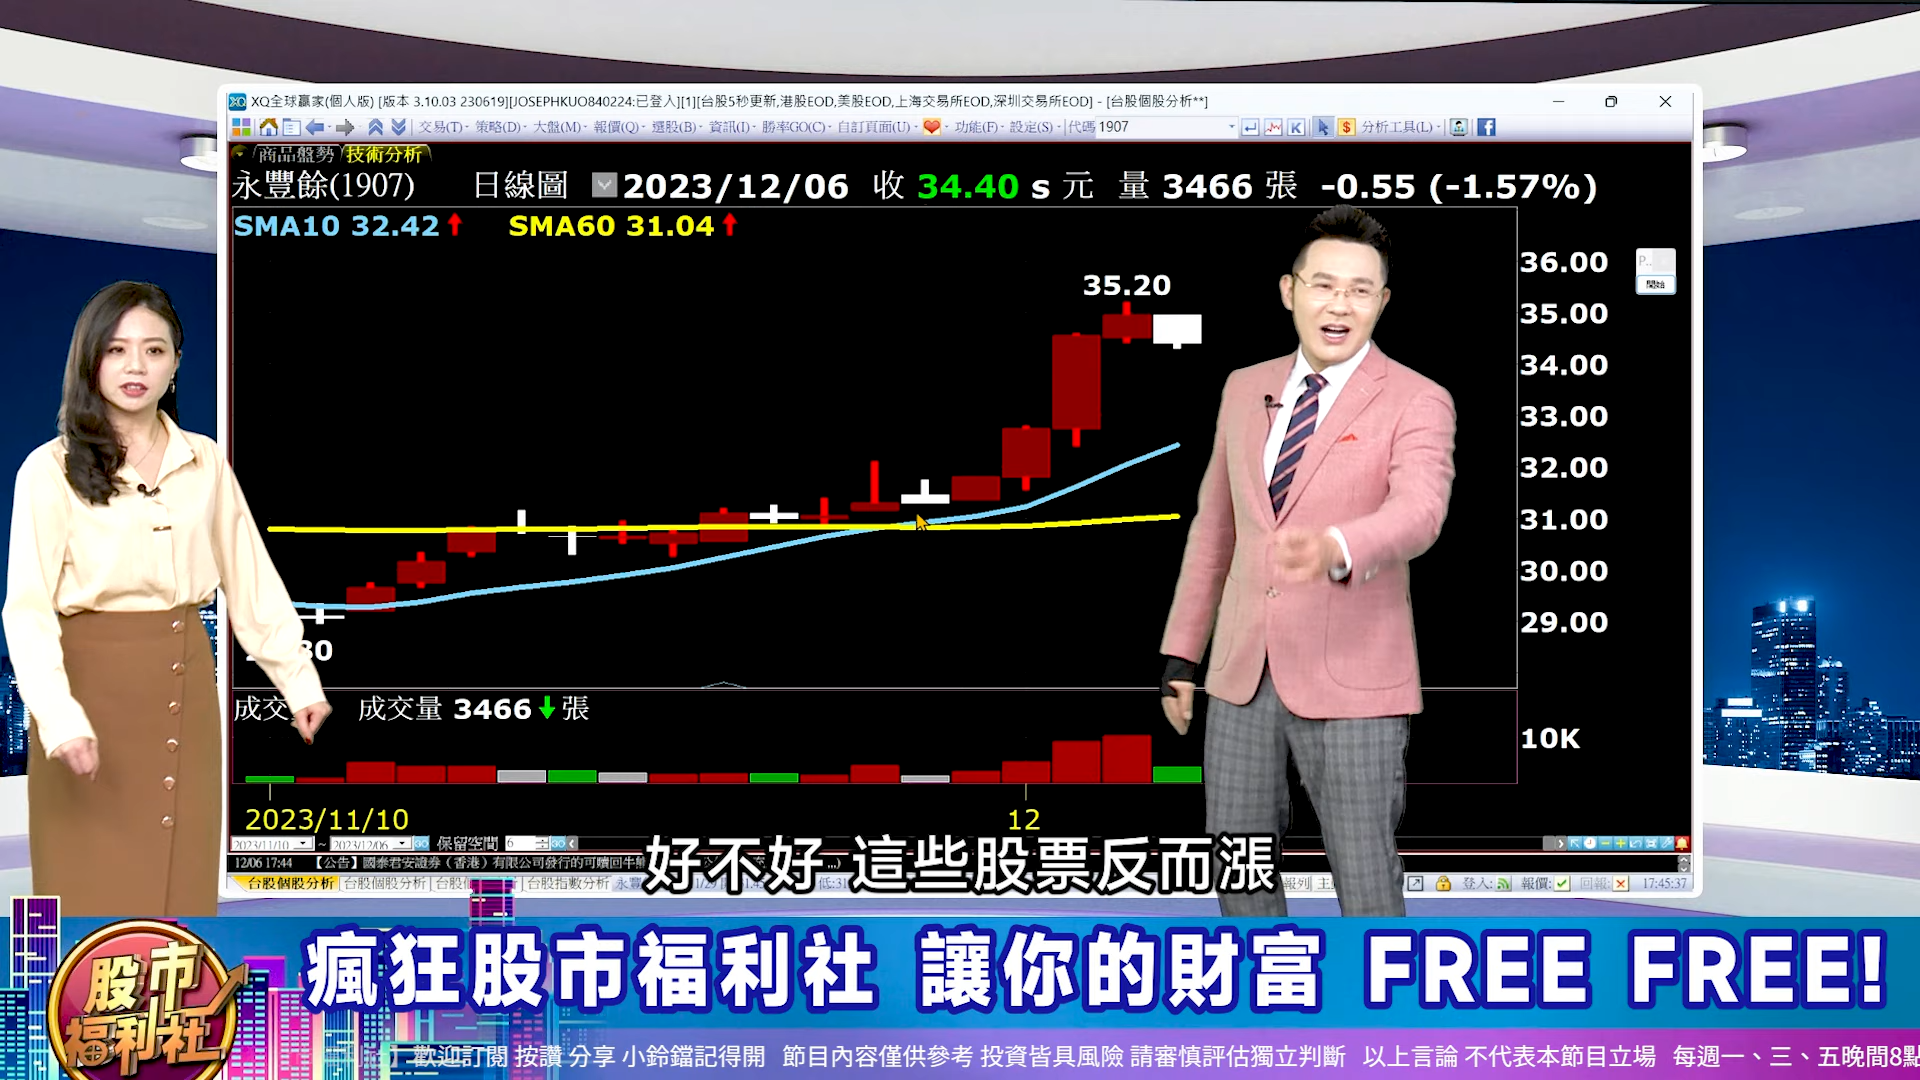 XQ全球贏家(個人版) [版本 3.10.03 230619][JOSEPHKUO840224:已登入][1][台股5秒更新,港股EOD,美股EOD,上海交易所EOD,深圳交易所EOD] - [台股個股分析**]
交易(T) 策略(D) 大盤(M) 報價(Q) 選股(B) 資訊(I) 勝率GO(C) 自訂頁面(U) 功能(F) 設定(S) 代碼 1907 K $ 分析工具(L)
商品盤勢 技術分析
永豐餘(1907) 日線圖 2023/12/06 收 34.40 s 元 量 3466 張 -0.55 (-1.57%)
SMA10 32.42 SMA60 31.04
36.00
35.20
35.00
34.00
33.00
32.00
31.00
30.00
29.00
P..
開始
成交 成交量 3466 張
10K
2023/11/10 12
2023/11/10 ~ 2023/12/06 保留空間 6
12/06 17:44 【公告】國泰君安證券（香港）有限公司發行的可贖回牛
台股個股分析 台股個股分析 台股 台股指數分析 登入: 報價: 回報: 17:45:37
好不好 這些股票反而漲
瘋狂股市福利社 讓你的財富 FREE FREE!
股市福利社
歡迎訂閱 按讚 分享 小鈴鐺記得開 節目內容僅供參考 投資皆具風險 請審慎評估獨立判斷 以上言論 不代表本節目立場 每週一、三、五晚間8點